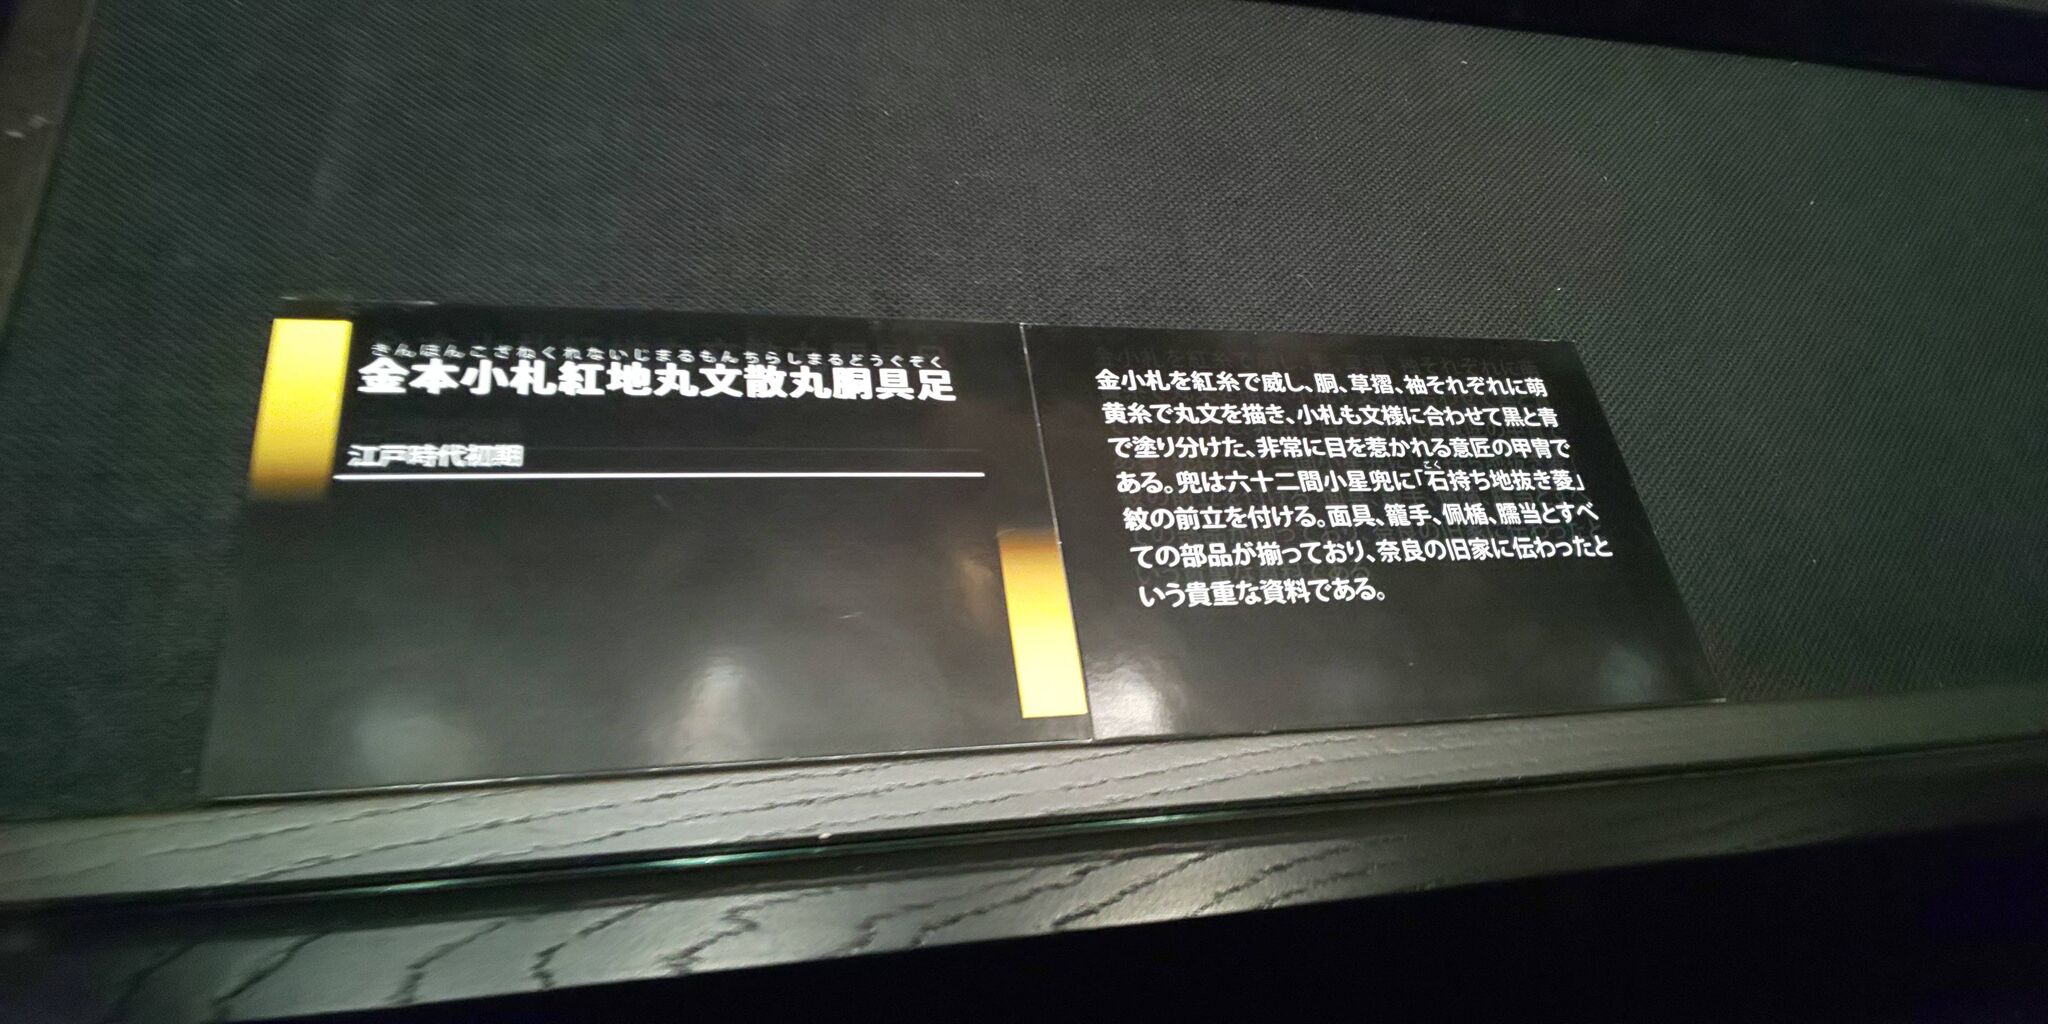 きんほんこざねくれないじまるもんちらしまるどうぐそく
金本小札紅地丸文散丸胴具足
江戸時代初期
金小札を紅糸で威し、胴、草摺、袖それぞれに萌
黄糸で丸文を描き、小札も文様に合わせて黒と青
で塗り分けた、非常に目を惹かれる意匠の甲冑で
こく
ある。兜は六十二間小星兜に「石持ち地抜き菱」
紋の前立を付ける。面具、籠手、佩楯、臑当とすべ
ての部品が揃っており、奈良の旧家に伝わったと
いう貴重な資料である。